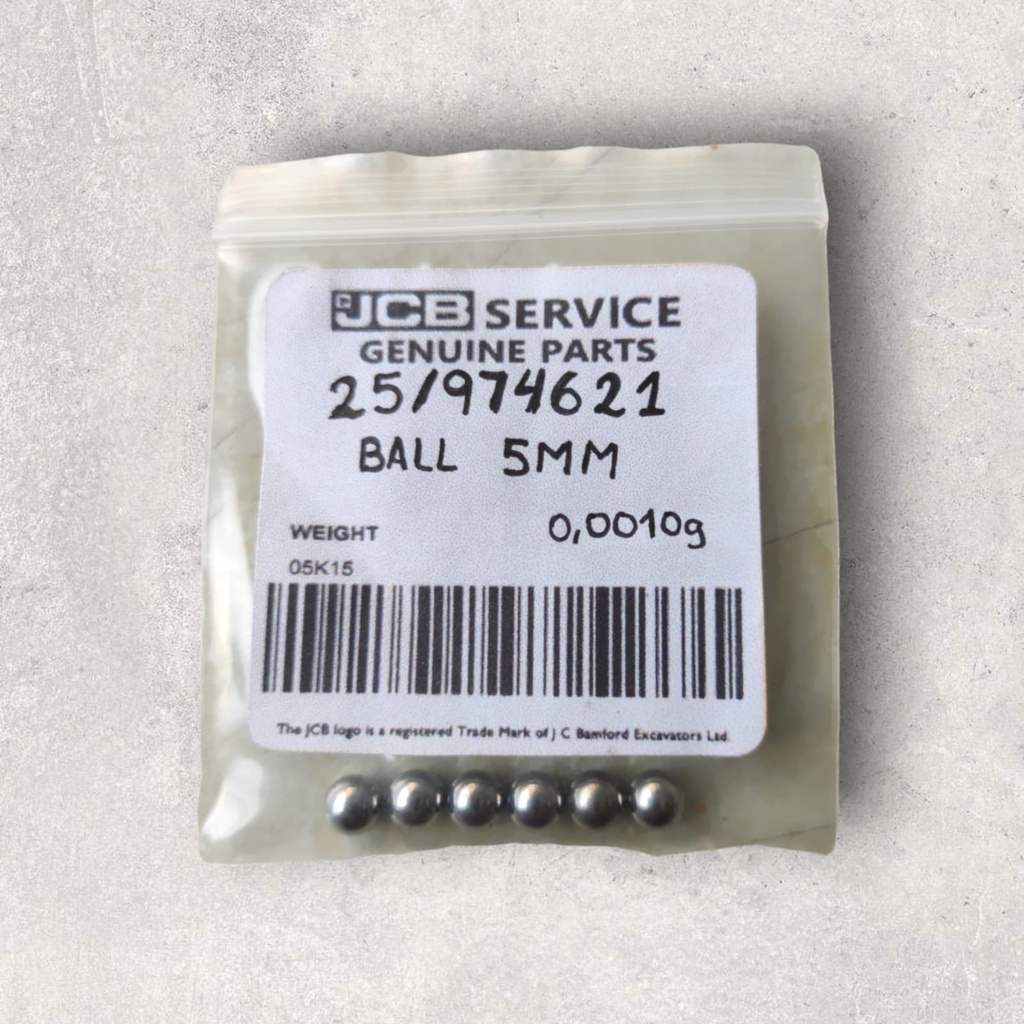 JCB SERVICE
GENUINE PARTS
25/974621
BALL 5MM
WEIGHT 0,0010g
05K15
The JCB logo is a registered Trade Mark of J C Bamford Excavators Ltd.